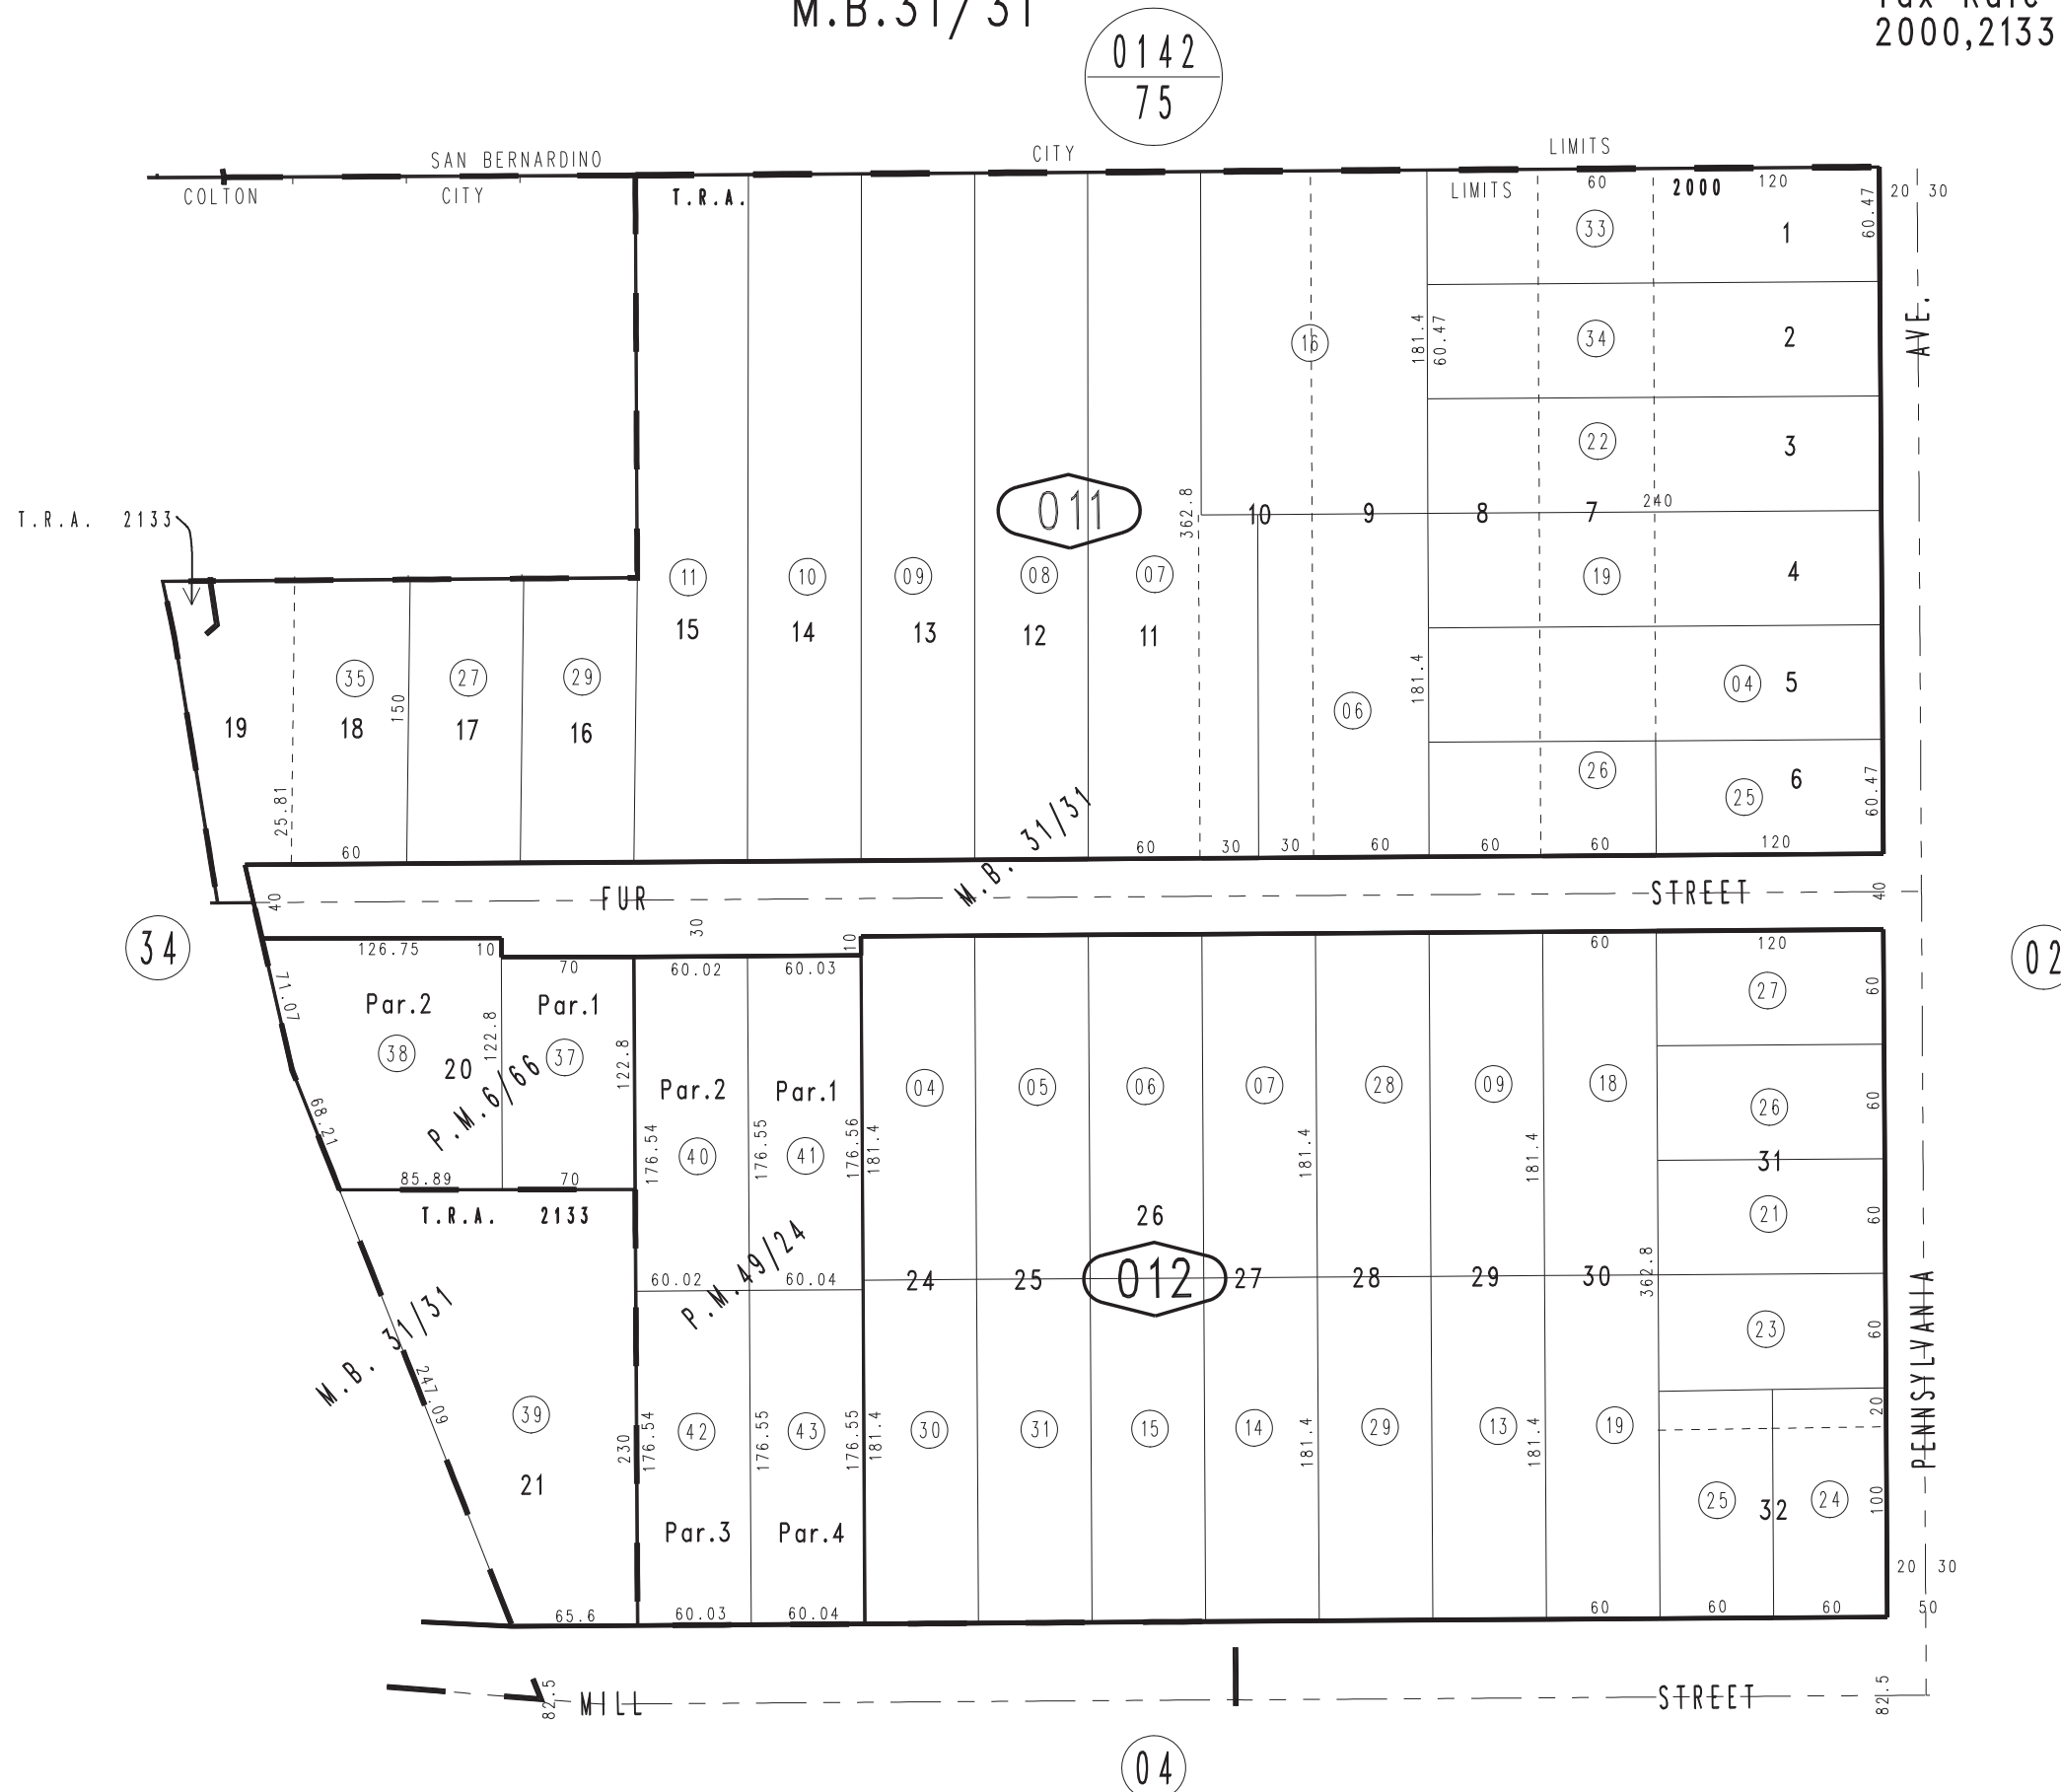 M.B.31/31
Tax Rate
2000,2133
0142
75
SAN BERNARDINO CITY LIMITS
COLTON CITY LIMITS
T.R.A. 2000
60 120
60.47
20 30
33 1
34 2
16
181.4
60.47
AVE.
22 3
011
362.8
10 9 8 7 240
T.R.A. 2133
11 10 09 08 07 19 4
15 14 13 12 11
35 27 29
150
181.4
06
04 5
19 18 17 16
26 25 6
25.81
60.47
M.B. 31/31
60 60 30 30 60 60 60 120
40 FUR STREET 40
34
30
02
126.75 10 70 60.02 60.03 10 60 120
71.07
Par.2 Par.1
27 60
38 20 37
122.8 122.8
P.M.6/66
Par.2 Par.1
04 05 06 07 28 09 18
26 60
68.21
40 41
176.54 176.55 176.56 181.4 181.4 181.4
31
85.89 70
T.R.A. 2133
26
21 60
P.M.49/24
60.02 60.04
24 25 012 27 28 29 30
362.8
PENNSYLVANIA
M.B. 31/31
23 60
247.09
39
230
20
42 43 30 31 15 14 29 13 19
176.54 176.55 176.55 181.4 181.4 181.4
21
25 32 24 100
Par.3 Par.4
20 30
65.6 60.03 60.04 60 60 60 50
82.5 MILL STREET 82.5
04